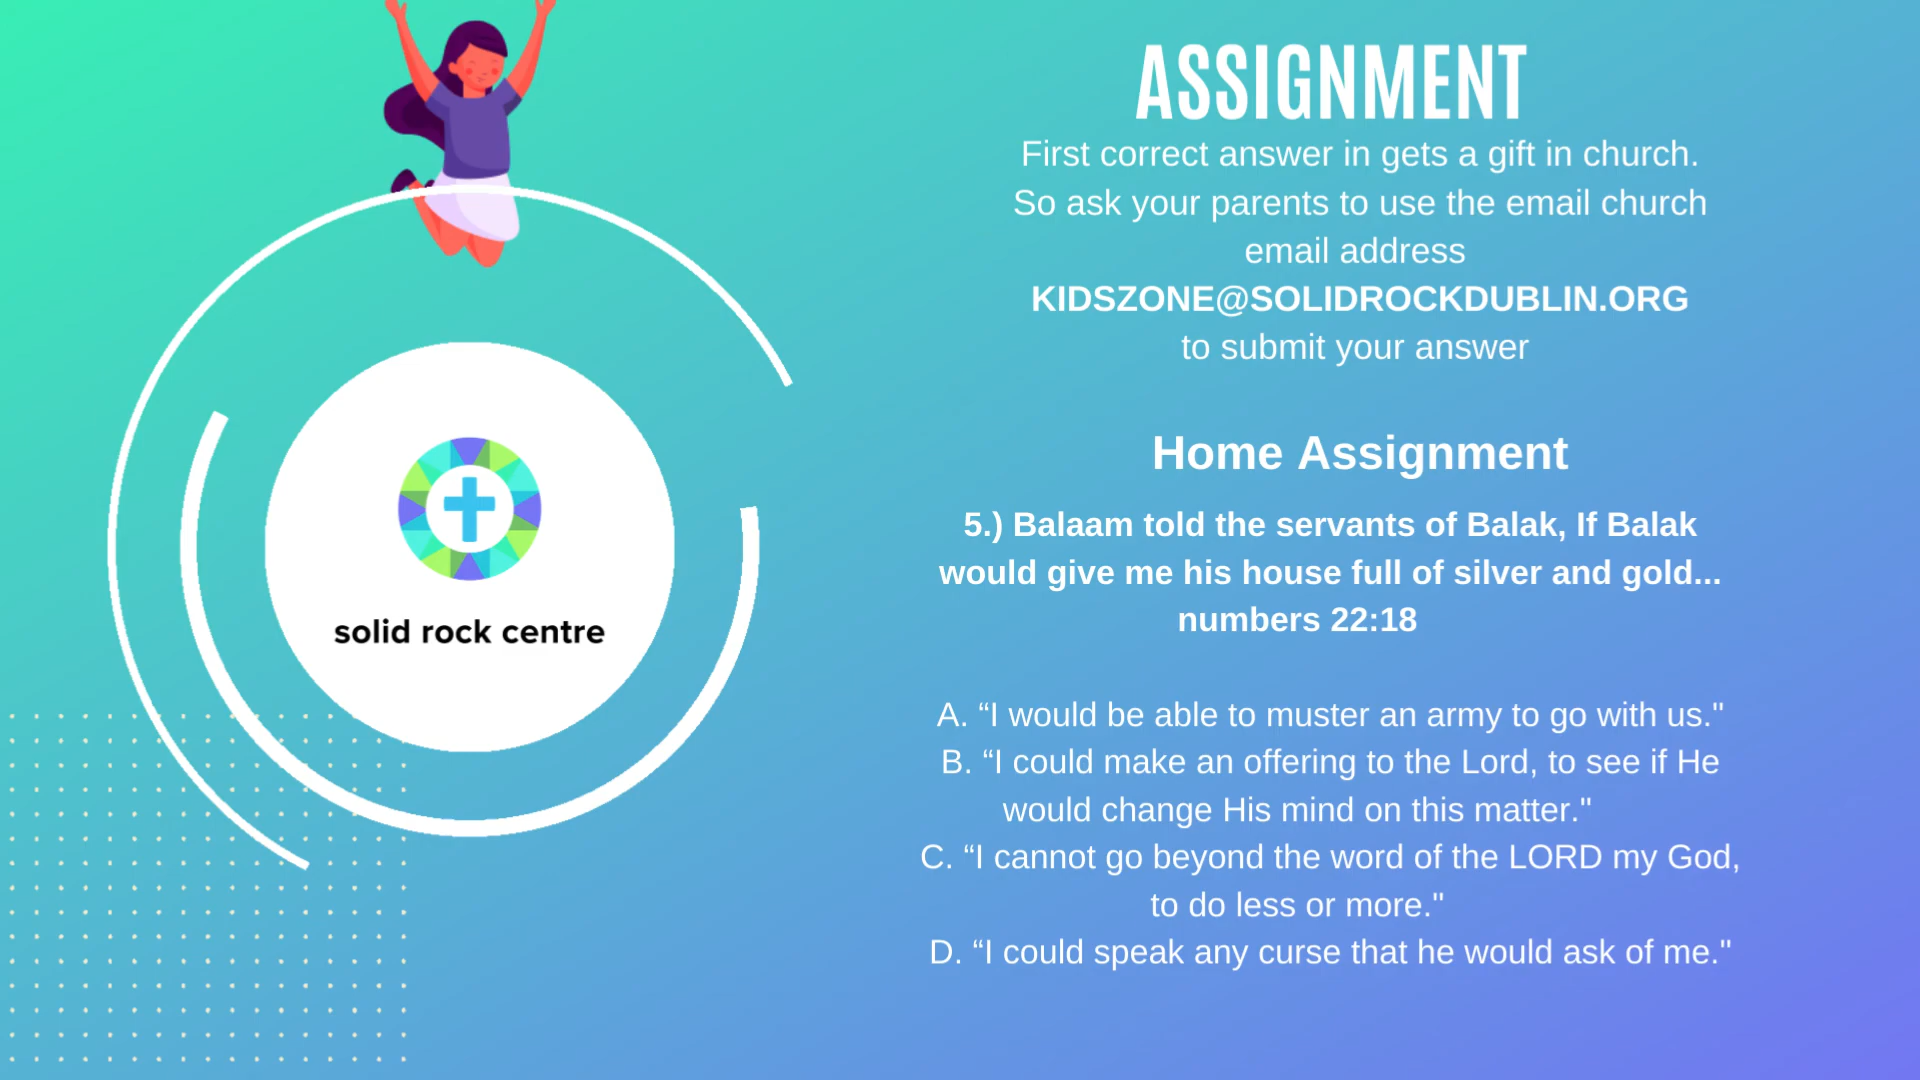 solid rock centre
ASSIGNMENT
First correct answer in gets a gift in church.
So ask your parents to use the email church
email address
KIDSZONE@SOLIDROCKDUBLIN.ORG
to submit your answer
Home Assignment
5.) Balaam told the servants of Balak, If Balak
would give me his house full of silver and gold...
numbers 22:18
A. “I would be able to muster an army to go with us."
B. “I could make an offering to the Lord, to see if He
would change His mind on this matter."
C. “I cannot go beyond the word of the LORD my God,
to do less or more."
D. “I could speak any curse that he would ask of me."